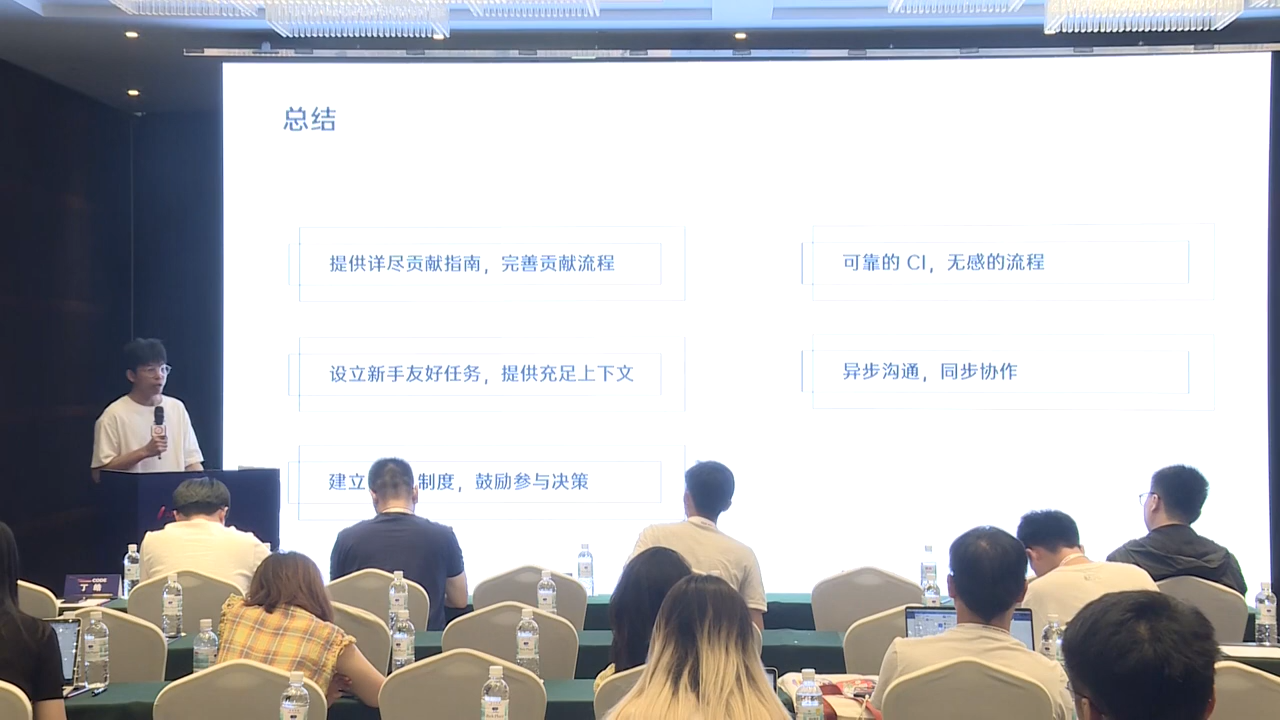 总结
提供详尽贡献指南，完善贡献流程
可靠的 CI，无感的流程
设立新手友好任务，提供充足上下文
异步沟通，同步协作
建立
制度，鼓励参与决策
CODE